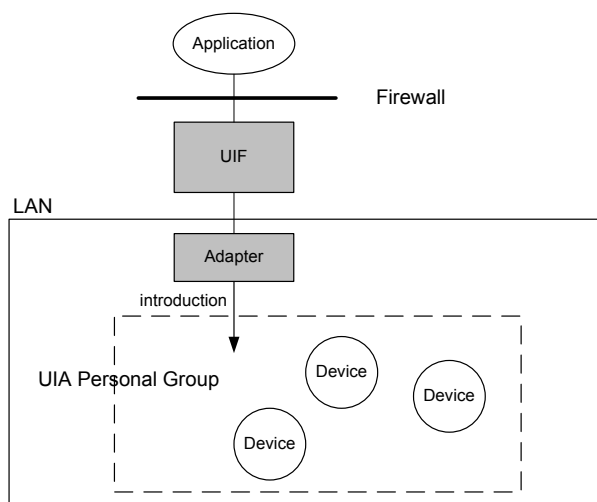 Application
Firewall
UIF
LAN
Adapter
introduction
UIA Personal Group
Device
Device
Device